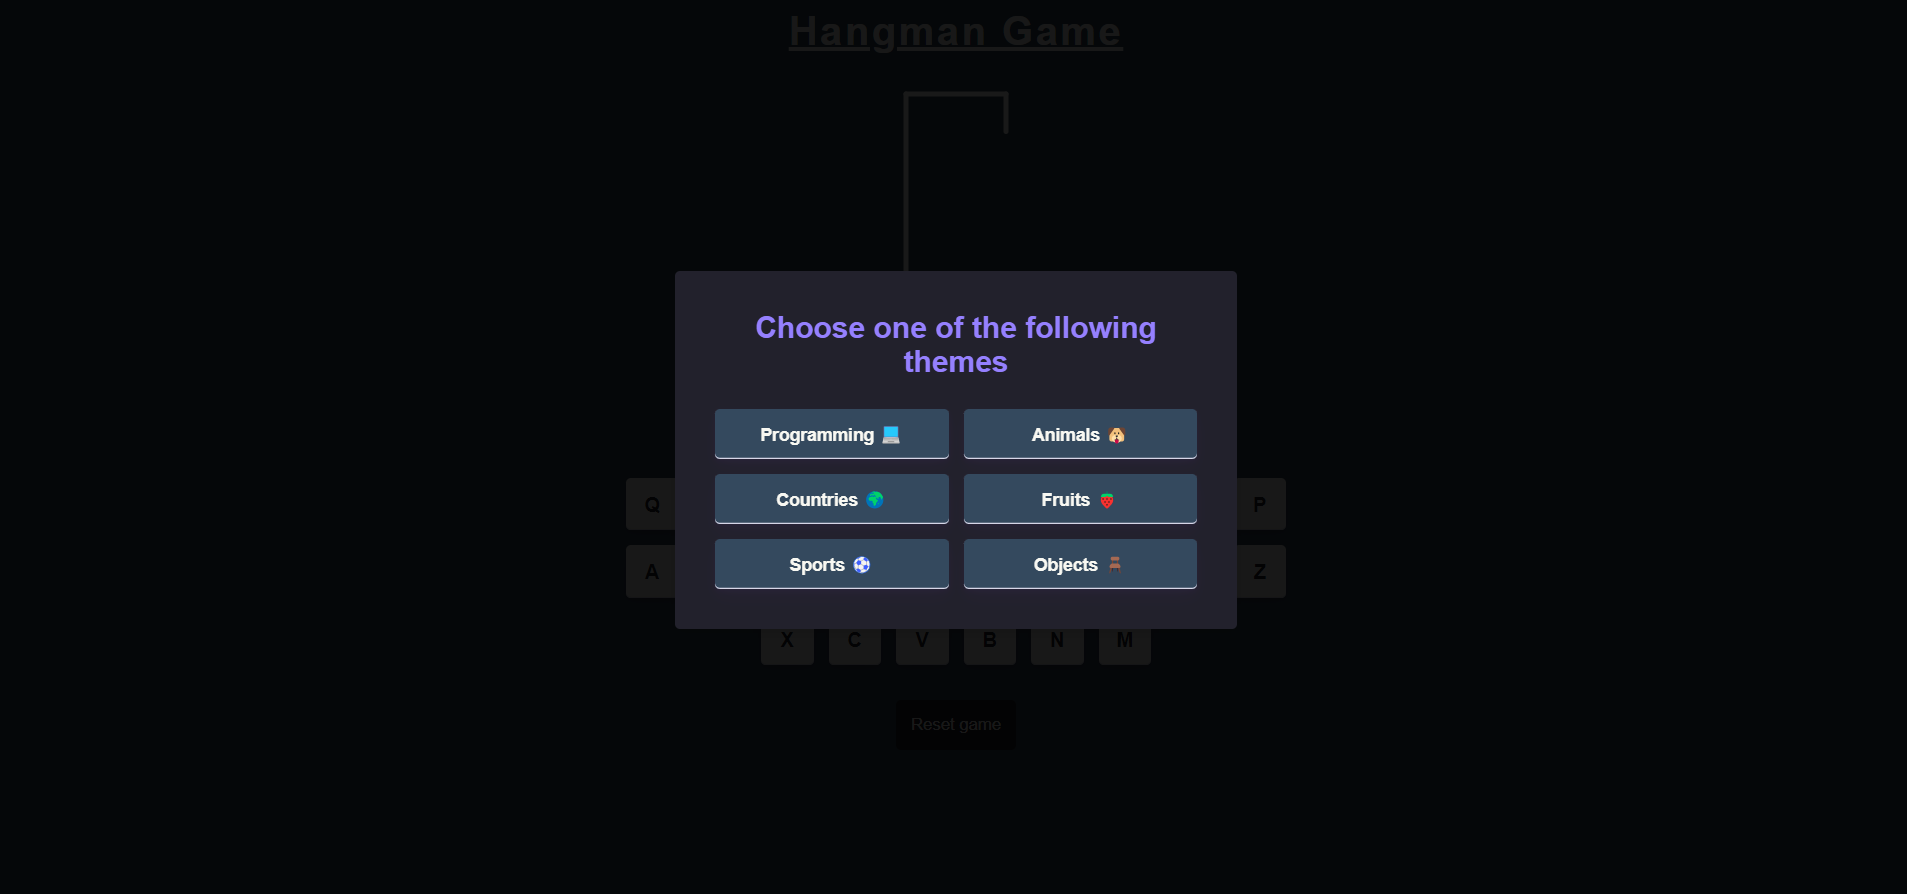 Hangman Game
Choose one of the following
themes
Programming
Animals
Countries
Fruits
Sports
Objects
Q
P
A
Z
X C V B N M
Reset game